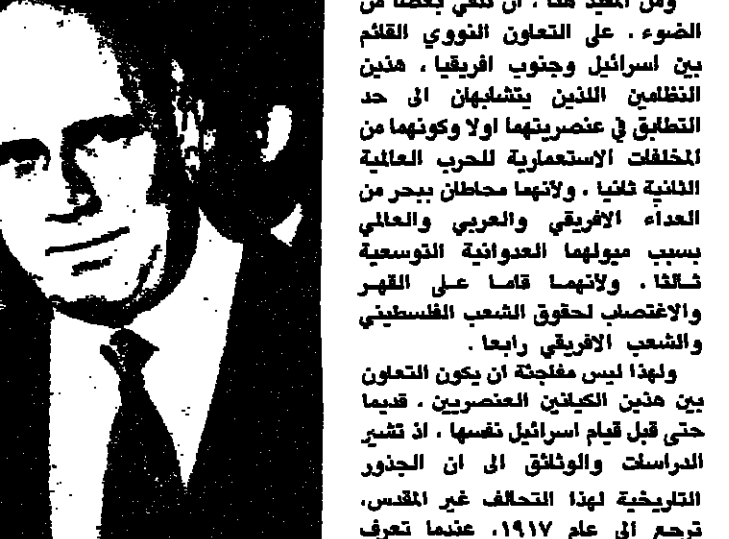 ومن المفيد هنا ، ان نلقي بعضا من
الضوء ، على التعاون النووي القائم
بين اسرائيل وجنوب افريقيا ، هذين
النظامين اللذين يتشابهان الى حد
التطابق في عنصريتهما اولا وكونهما من
المخلفات الاستعمارية للحرب العالمية
الثانية ثانيا ، ولأنهما محاطان ببحر من
العداء الافريقي والعربي والعالمي
بسبب ميولهما العدوانية التوسعية
ثالثا ، ولأنهما قاما على القهر
والاغتصاب لحقوق الشعب الفلسطيني
والشعب الافريقي رابعا .
ولهذا ليس مفاجئة ان يكون التعاون
بين هذين الكيانين العنصريين ، قديما
حتى قبل قيام اسرائيل نفسها ، اذ تشير
الدراسات والوثائق الى ان الجذور
التاريخية لهذا التحالف غير المقدس،
ترجع الى عام ١٩١٧، عندما تعرف